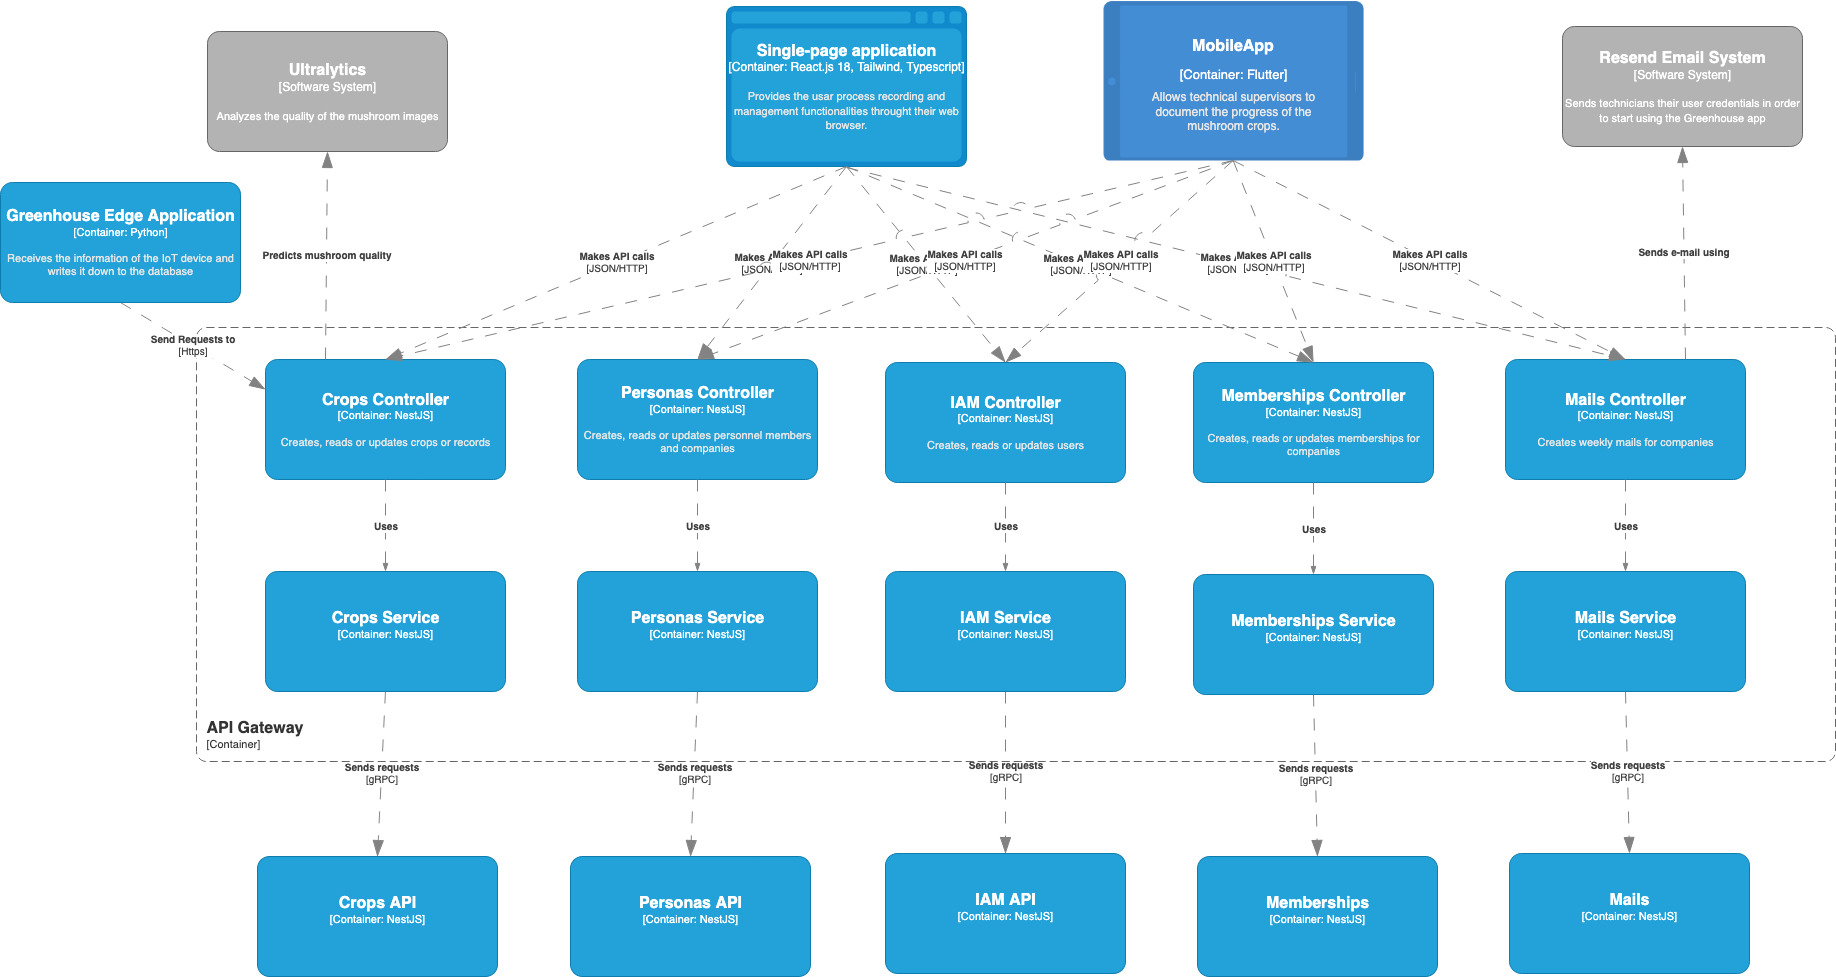 Ultralytics
[Software System]
Analyzes the quality of the mushroom images
Single-page application
[Container: React.js 18, Tailwind, Typescript]
Provides the usar process recording and
management functionalities throught their web
browser.
MobileApp
[Container: Flutter]
Allows technical supervisors to
document the progress of the
mushroom crops.
Resend Email System
[Software System]
Sends technicians their user credentials in order
to start using the Greenhouse app
Greenhouse Edge Application
[Container: Python]
Receives the information of the IoT device and
writes it down to the database
Predicts mushroom quality
Makes API calls
[JSON/HTTP]
Makes
[JSON
Makes API calls
[JSON/HTTP]
Makes
[JSON/
Makes API calls
[JSON/HTTP]
Makes
[JSON/
Makes API calls
[JSON/HTTP]
Makes
[JSON
Makes API calls
[JSON/HTTP]
Makes API calls
[JSON/HTTP]
Sends e-mail using
Send Requests to
[Https]
Crops Controller
[Container: NestJS]
Creates, reads or updates crops or records
Personas Controller
[Container: NestJS]
Creates, reads or updates personnel members
and companies
IAM Controller
[Container: NestJS]
Creates, reads or updates users
Memberships Controller
[Container: NestJS]
Creates, reads or updates memberships for
companies
Mails Controller
[Container: NestJS]
Creates weekly mails for companies
Uses
Uses
Uses
Uses
Uses
Crops Service
[Container: NestJS]
Personas Service
[Container: NestJS]
IAM Service
[Container: NestJS]
Memberships Service
[Container: NestJS]
Mails Service
[Container: NestJS]
API Gateway
[Container]
Sends requests
[gRPC]
Sends requests
[gRPC]
Sends requests
[gRPC]
Sends requests
[gRPC]
Sends requests
[gRPC]
Crops API
[Container: NestJS]
Personas API
[Container: NestJS]
IAM API
[Container: NestJS]
Memberships
[Container: NestJS]
Mails
[Container: NestJS]